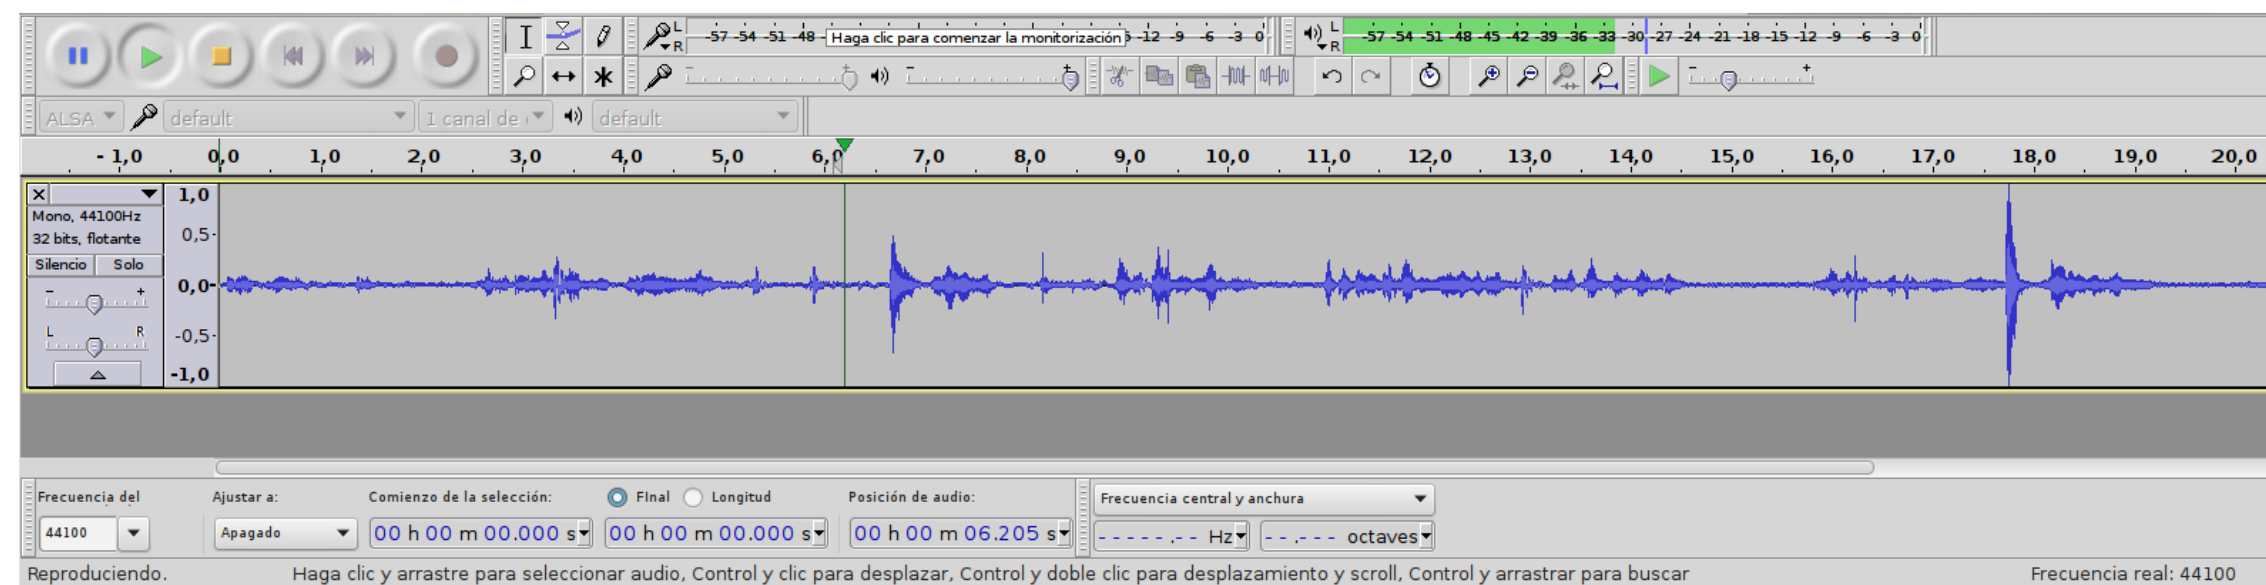 L
R
-57 -54 -51 -48 - Haga clic para comenzar la monitorización -12 -9 -6 -3 0
L
R
-57 -54 -51 -48 -45 -42 -39 -36 -33 -30 -27 -24 -21 -18 -15 -12 -9 -6 -3 0
- +
- +
- +
ALSA default 1 canal de default
- 1,0 0,0 1,0 2,0 3,0 4,0 5,0 6,0 7,0 8,0 9,0 10,0 11,0 12,0 13,0 14,0 15,0 16,0 17,0 18,0 19,0 20,0
X
Mono, 44100Hz
32 bits, flotante
Silencio Solo
- +
L R
1,0
0,5-
0,0-
-0,5-
-1,0
Frecuencia del Ajustar a: Comienzo de la selección: FInal Longitud Posición de audio: Frecuencia central y anchura
44100 Apagado 00 h 00 m 00.000 s 00 h 00 m 00.000 s 00 h 00 m 06.205 s - - - - - . - - Hz - - . - - - octaves
Reproduciendo. Haga clic y arrastre para seleccionar audio, Control y clic para desplazar, Control y doble clic para desplazamiento y scroll, Control y arrastrar para buscar Frecuencia real: 44100